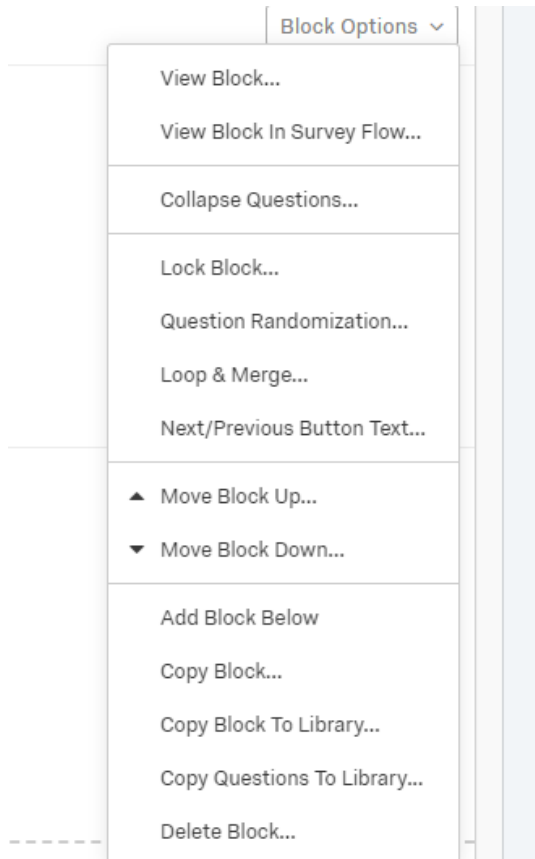 Block Options
View Block...
View Block In Survey Flow...
Collapse Questions...
Lock Block...
Question Randomization...
Loop & Merge...
Next/Previous Button Text...
Move Block Up...
Move Block Down...
Add Block Below
Copy Block...
Copy Block To Library...
Copy Questions To Library...
Delete Block...